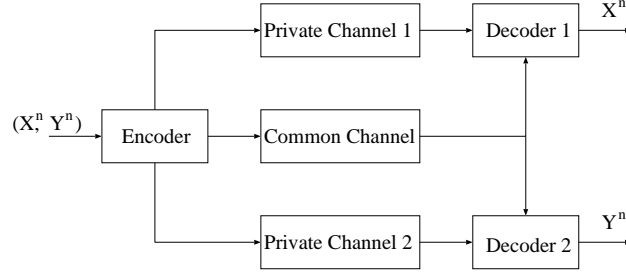 Private Channel 1
Decoder 1
X^n
(X,^n Y^n)
Encoder
Common Channel
Private Channel 2
Decoder 2
Y^n